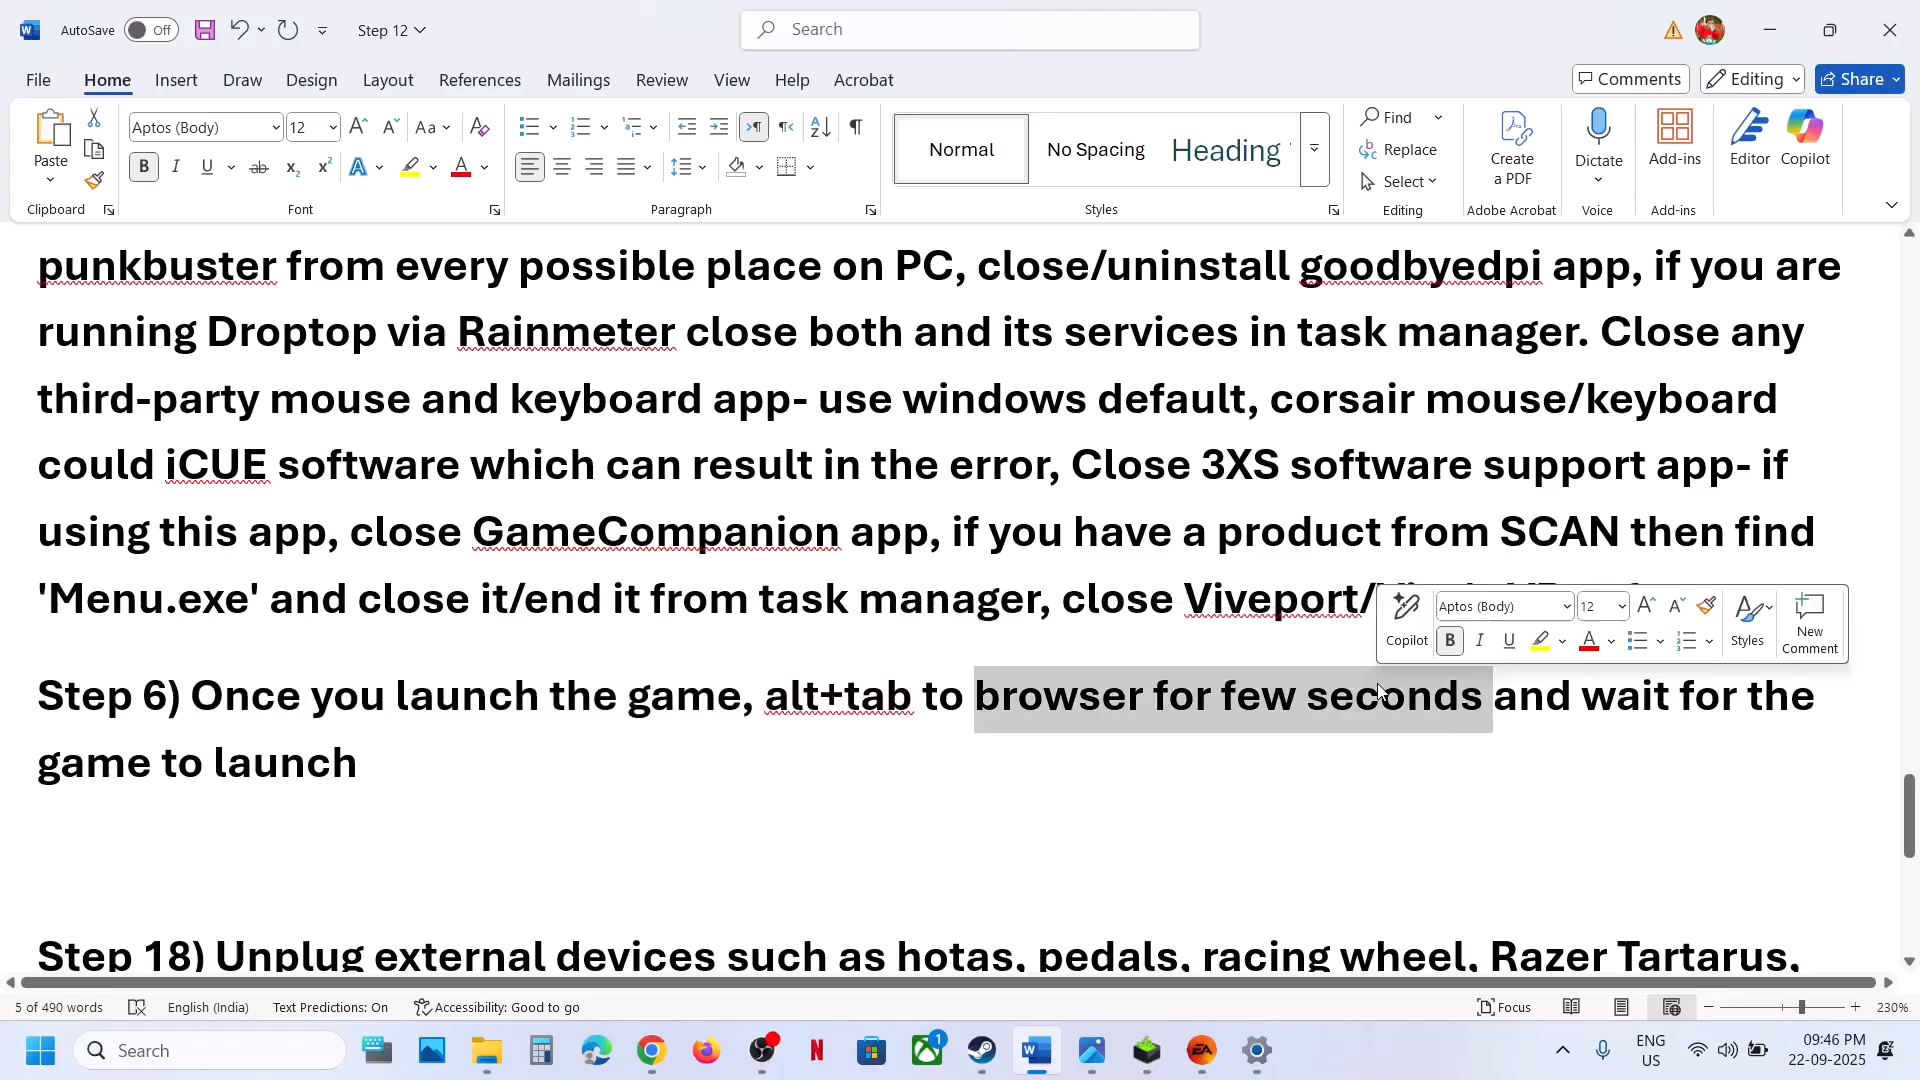 AutoSave Off Step 12 Search
File Home Insert Draw Design Layout References Mailings Review View Help Acrobat Comments Editing Share
Paste Aptos (Body) 12 Aa Normal No Spacing Heading Find Replace Select Create a PDF Dictate Add-ins Editor Copilot
Clipboard Font Paragraph Styles Editing Adobe Acrobat Voice Add-ins
punkbuster from every possible place on PC, close/uninstall goodbyedpi app, if you are
running Droptop via Rainmeter close both and its services in task manager. Close any
third-party mouse and keyboard app- use windows default, corsair mouse/keyboard
could iCUE software which can result in the error, Close 3XS software support app- if
using this app, close GameCompanion app, if you have a product from SCAN then find
'Menu.exe' and close it/end it from task manager, close Viveport/
Aptos (Body) 12
Copilot B I U Styles New Comment
Step 6) Once you launch the game, alt+tab to browser for few seconds and wait for the
game to launch
Step 18) Unplug external devices such as hotas, pedals, racing wheel, Razer Tartarus,
5 of 490 words English (India) Text Predictions: On Accessibility: Good to go Focus 230%
Search 1 ENG US 09:46 PM 22-09-2025